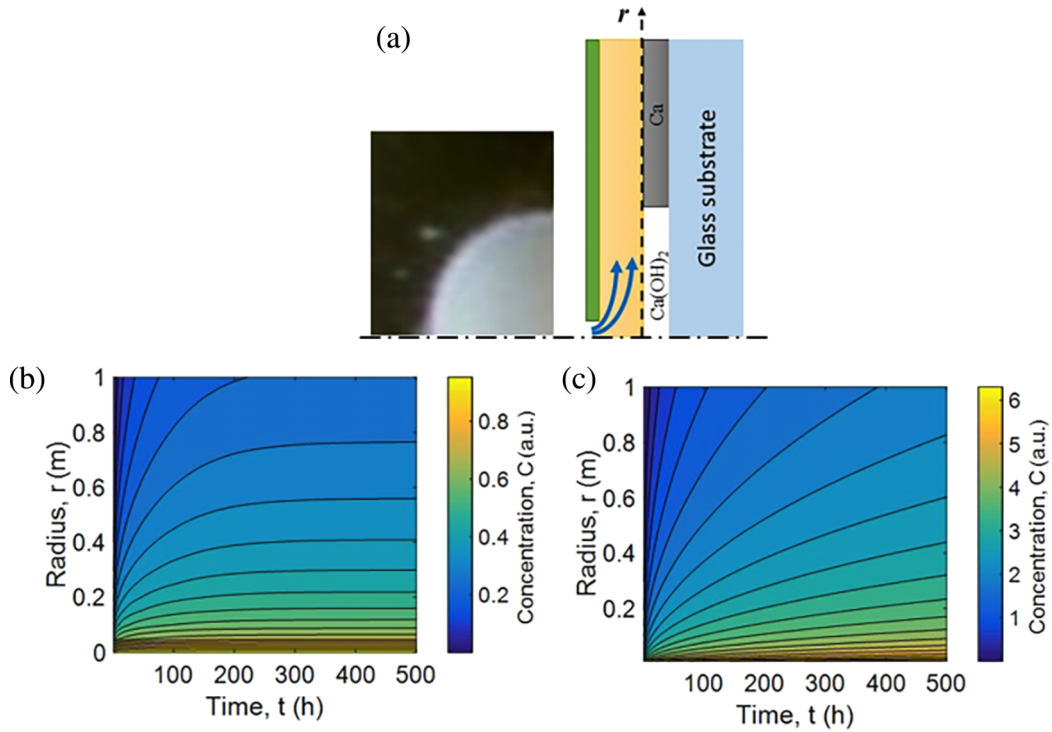 (a)
r
Ca
Ca(OH)2
Glass substrate
(b)
Radius, r (m)
1
0.8
0.6
0.4
0.2
0
100 200 300 400 500
Time, t (h)
0.8
0.6
0.4
0.2
Concentration, C (a.u.)
(c)
Radius, r (m)
1
0.8
0.6
0.4
0.2
100 200 300 400 500
Time, t (h)
6
5
4
3
2
1
Concentration, C (a.u.)